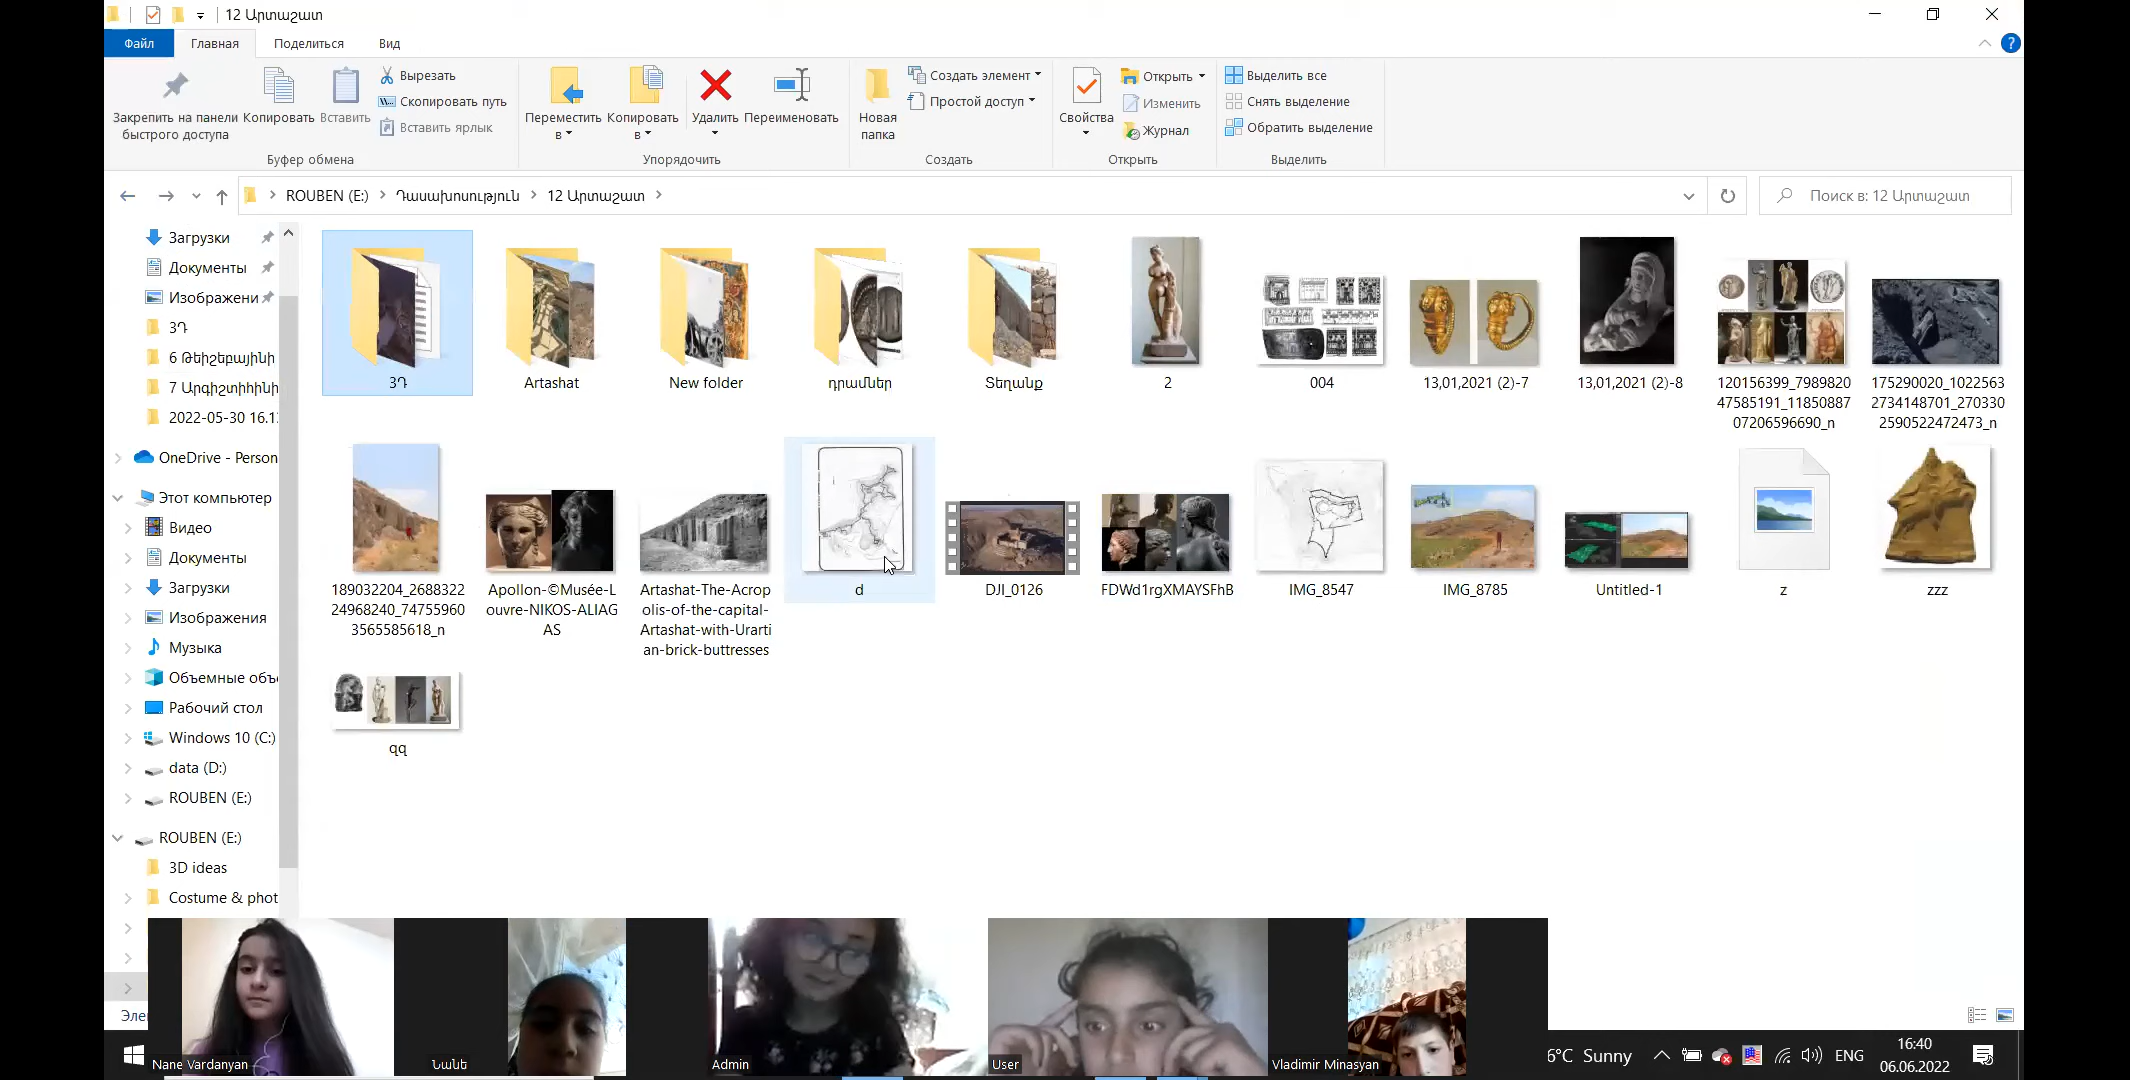 12 Արտաշատ
Файл
Главная
Поделиться
Вид
Закрепить на панели
быстрого доступа
Копировать
Вставить
Вырезать
Скопировать путь
Вставить ярлык
Буфер обмена
Переместить
в
Копировать
в
Удалить
Переименовать
Упорядочить
Новая
папка
Создать элемент
Простой доступ
Создать
Свойства
Открыть
Изменить
Журнал
Открыть
Выделить все
Снять выделение
Обратить выделение
Выделить
ROUBEN (E:)
Դասախոսություն
12 Արտաշատ
Поиск в: 12 Արտաշատ
Загрузки
Документы
Изображени
3Դ
6 Թեիշեբայինի
7 Արգիշտիհինի
2022-05-30 16.1
OneDrive - Person
Этот компьютер
Видео
Документы
Загрузки
Изображения
Музыка
Объемные объ
Рабочий стол
Windows 10 (C:)
data (D:)
ROUBEN (E:)
ROUBEN (E:)
3D ideas
Costume & phot
Эле
3Դ
Artashat
New folder
դրամներ
Տեղանք
2
004
13,01,2021 (2)-7
13,01,2021 (2)-8
120156399_7989820
47585191_11850887
07206596690_n
175290020_1022563
2734148701_270330
2590522472473_n
189032204_2688322
24968240_74755960
3565585618_n
Apollon-©Musée-L
ouvre-NIKOS-ALIAG
AS
Artashat-The-Acrop
olis-of-the-capital-
Artashat-with-Urarti
an-brick-buttresses
d
DJI_0126
FDWd1rgXMAYSFhB
IMG_8547
IMG_8785
Untitled-1
z
zzz
qq
Nane Vardanyan
Նանե
Admin
User
Vladimir Minasyan
6°C Sunny
ENG
16:40
06.06.2022